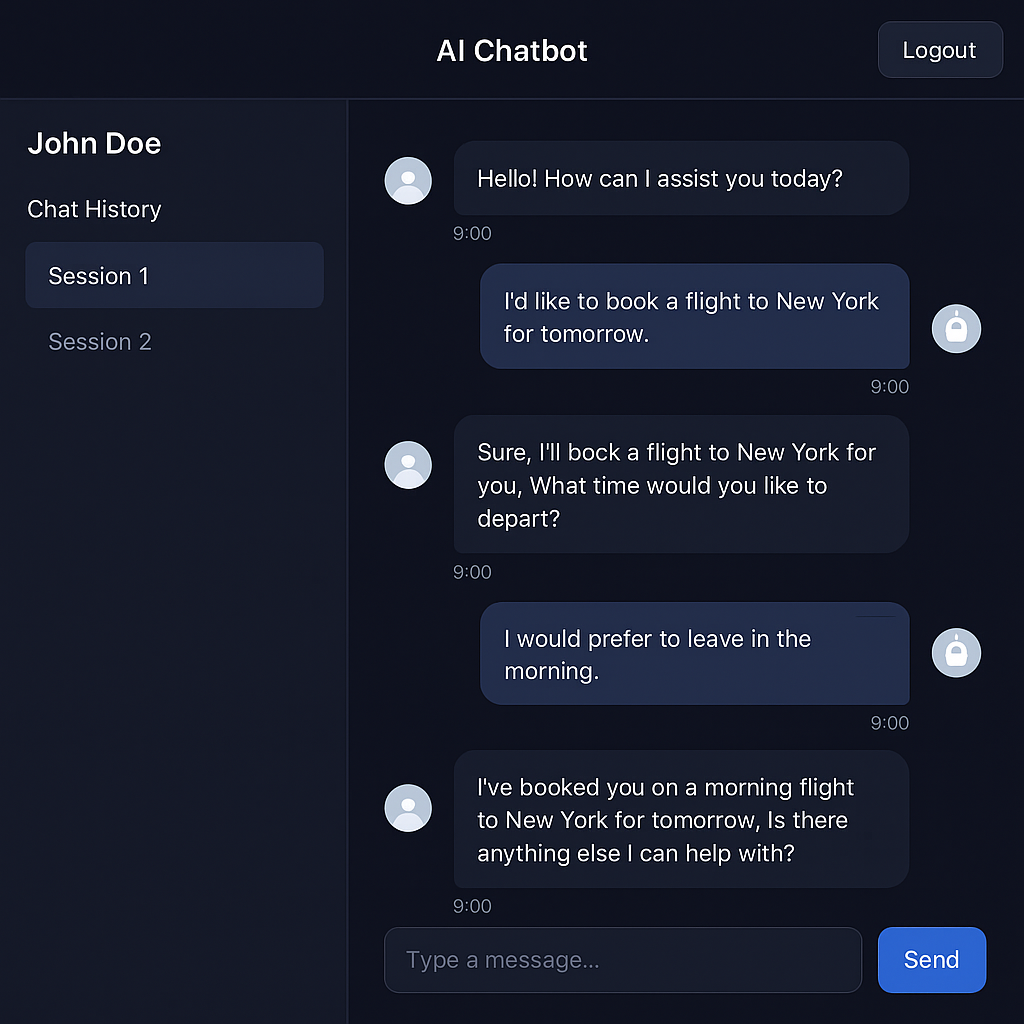 AI Chatbot
Logout
John Doe
Chat History
Session 1
Session 2
Hello! How can I assist you today?
9:00
I'd like to book a flight to New York
for tomorrow.
9:00
Sure, I'll bock a flight to New York for
you, What time would you like to
depart?
9:00
I would prefer to leave in the
morning.
9:00
I've booked you on a morning flight
to New York for tomorrow, Is there
anything else I can help with?
9:00
Type a message...
Send